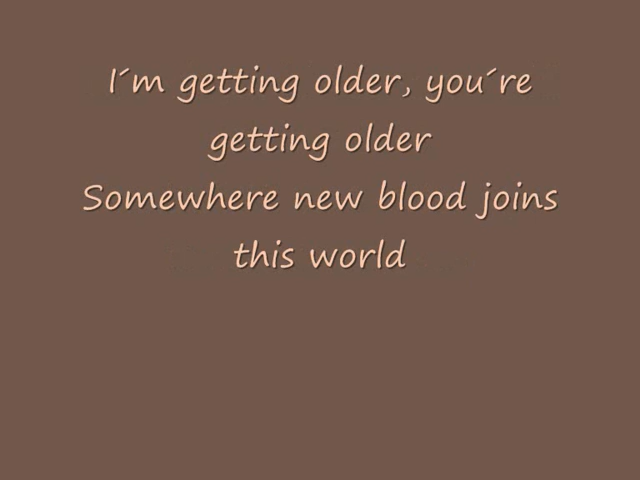 I´m getting older, you´re
getting older
Somewhere new blood joins
this world